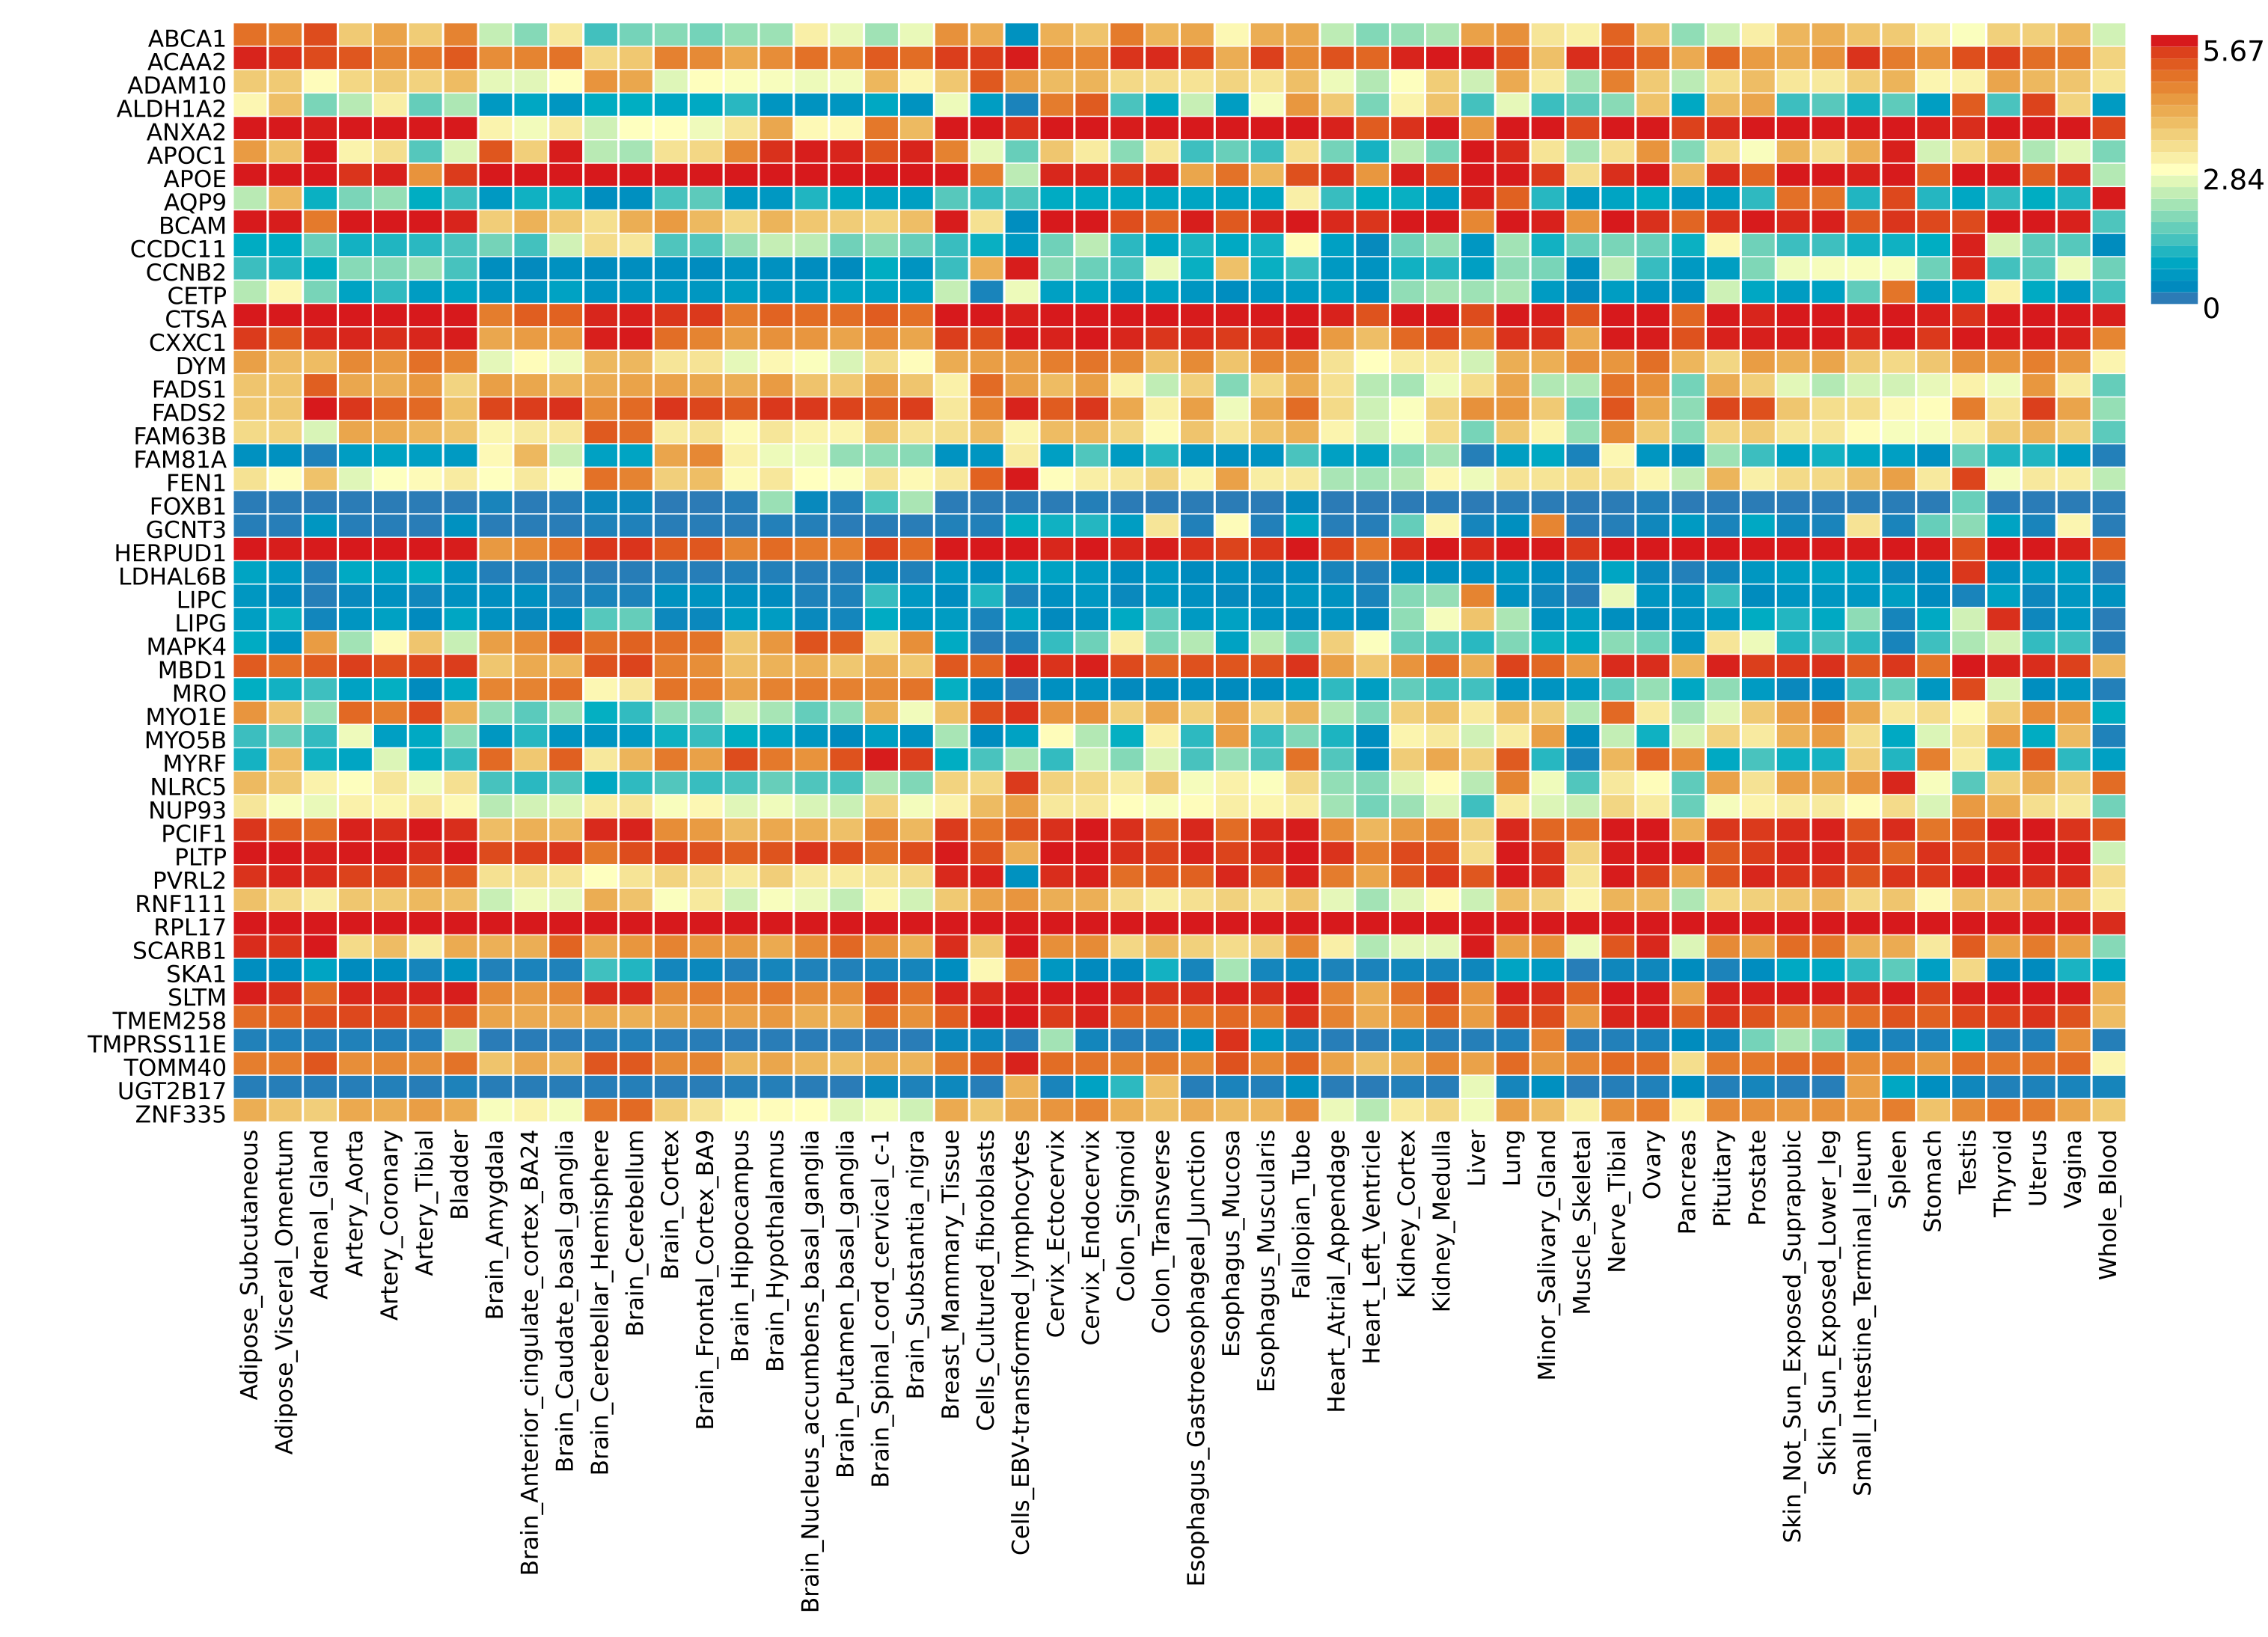 ABCA1
ACAA2
ADAM10
ALDH1A2
ANXA2
APOC1
APOE
AQP9
BCAM
CCDC11
CCNB2
CETP
CTSA
CXXC1
DYM
FADS1
FADS2
FAM63B
FAM81A
FEN1
FOXB1
GCNT3
HERPUD1
LDHAL6B
LIPC
LIPG
MAPK4
MBD1
MRO
MYO1E
MYO5B
MYRF
NLRC5
NUP93
PCIF1
PLTP
PVRL2
RNF111
RPL17
SCARB1
SKA1
SLTM
TMEM258
TMPRSS11E
TOMM40
UGT2B17
ZNF335
5.67
2.84
0
Adipose_Subcutaneous
Adipose_Visceral_Omentum
Adrenal_Gland
Artery_Aorta
Artery_Coronary
Artery_Tibial
Bladder
Brain_Amygdala
Brain_Anterior_cingulate_cortex_BA24
Brain_Caudate_basal_ganglia
Brain_Cerebellar_Hemisphere
Brain_Cerebellum
Brain_Cortex
Brain_Frontal_Cortex_BA9
Brain_Hippocampus
Brain_Hypothalamus
Brain_Nucleus_accumbens_basal_ganglia
Brain_Putamen_basal_ganglia
Brain_Spinal_cord_cervical_c-1
Brain_Substantia_nigra
Breast_Mammary_Tissue
Cells_Cultured_fibroblasts
Cells_EBV-transformed_lymphocytes
Cervix_Ectocervix
Cervix_Endocervix
Colon_Sigmoid
Colon_Transverse
Esophagus_Gastroesophageal_Junction
Esophagus_Mucosa
Esophagus_Muscularis
Fallopian_Tube
Heart_Atrial_Appendage
Heart_Left_Ventricle
Kidney_Cortex
Kidney_Medulla
Liver
Lung
Minor_Salivary_Gland
Muscle_Skeletal
Nerve_Tibial
Ovary
Pancreas
Pituitary
Prostate
Skin_Not_Sun_Exposed_Suprapubic
Skin_Sun_Exposed_Lower_leg
Small_Intestine_Terminal_Ileum
Spleen
Stomach
Testis
Thyroid
Uterus
Vagina
Whole_Blood